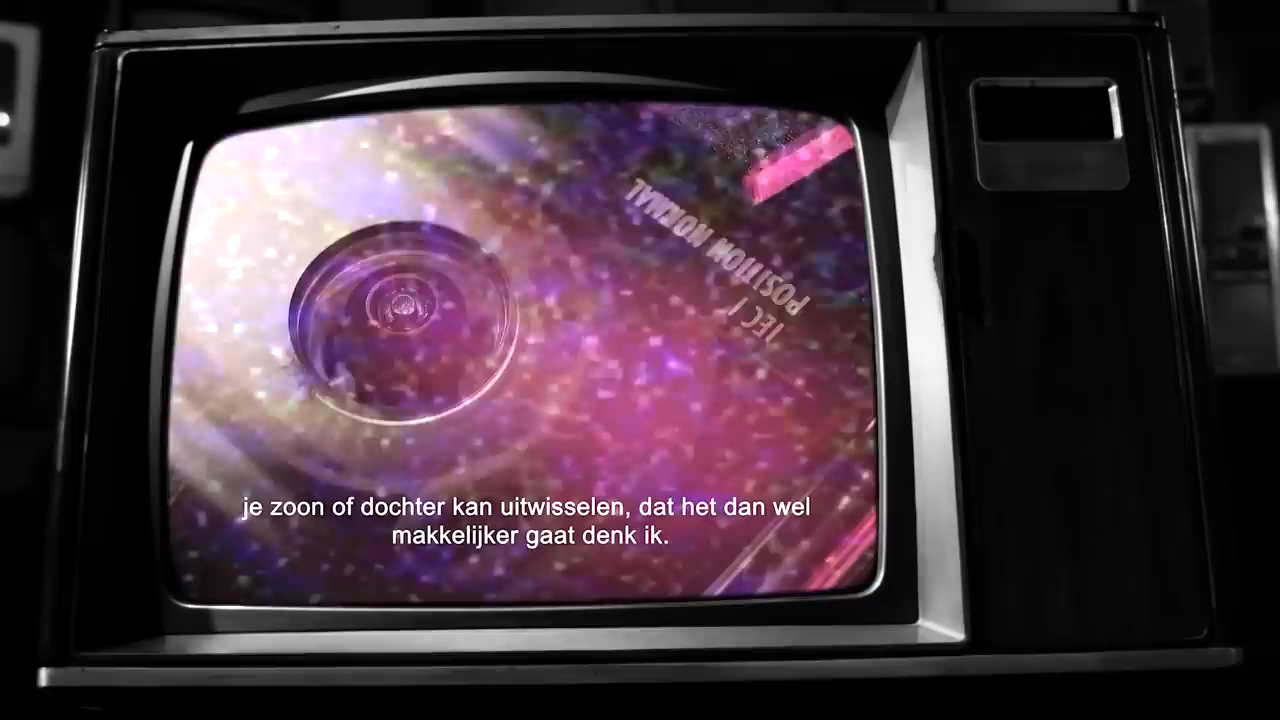 IEC I
POSITION NORMAL
je zoon of dochter kan uitwisselen, dat het dan wel
makkelijker gaat denk ik.